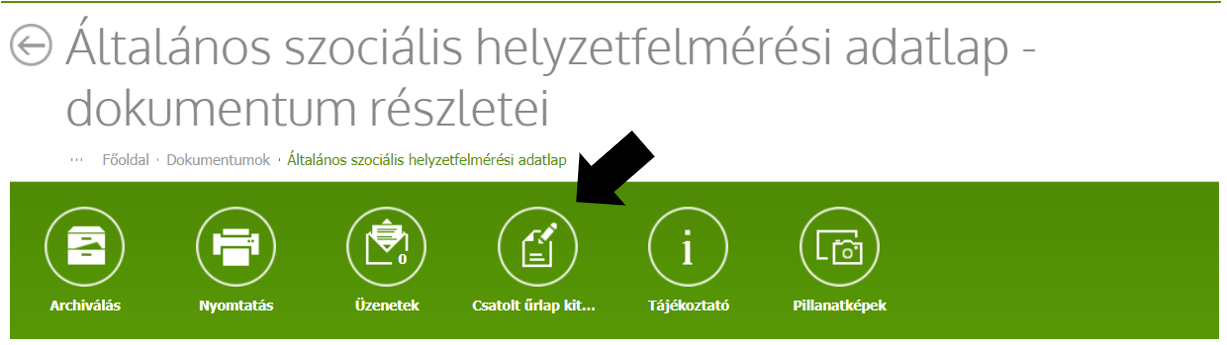 Általános szociális helyzetfelmérési adatlap -
dokumentum részletei
... Főoldal · Dokumentumok · Általános szociális helyzetfelmérési adatlap
0
Archiválás Nyomtatás Üzenetek Csatolt űrlap kit... Tájékoztató Pillanatképek